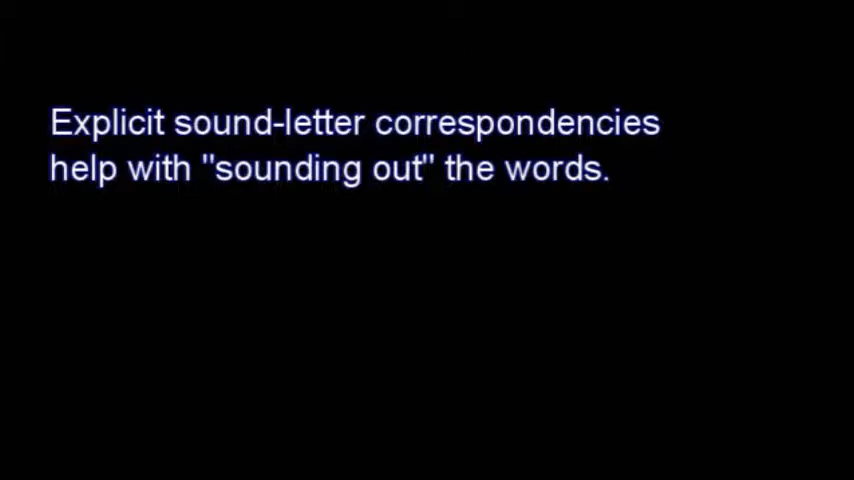 Explicit sound-letter correspondencies
help with "sounding out" the words.